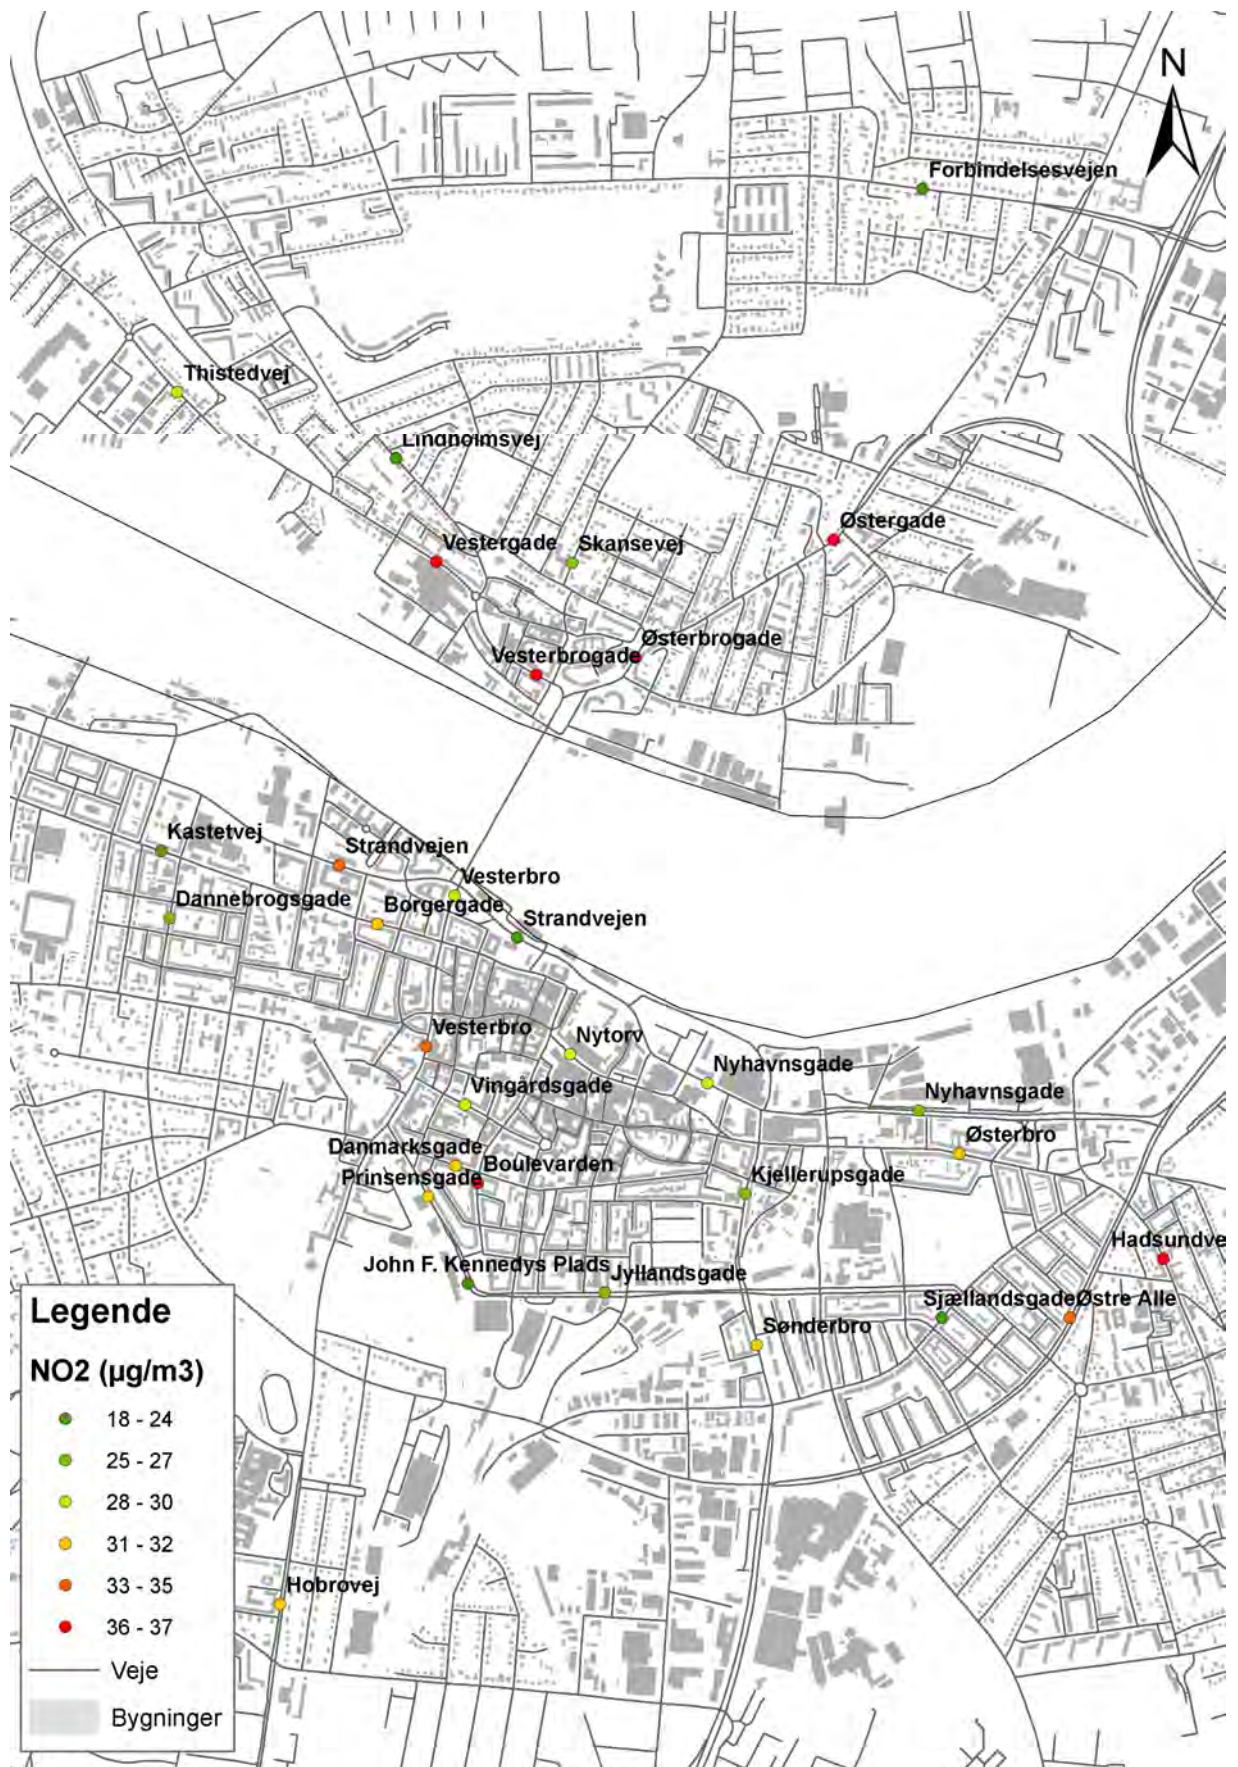 N
Forbindelsesvejen
Thistedvej
Lindholmsvej
Østergade
Vestergade
Skansevej
Østerbrogade
Vesterbrogade
Kastetvej
Strandvejen
Vesterbro
Dannebrogsgade
Borgergade
Strandvejen
Vesterbro
Nytorv
Nyhavnsgade
Vingårdsgade
Nyhavnsgade
Østerbro
Danmarksgade
Boulevarden
Prinsensgade
Kjellerupsgade
Hadsundve
John F. Kennedys Plads
Jyllandsgade
Sjællandsgade
Østre Alle
Sønderbro
Legende
NO2 (µg/m3)
18 - 24
25 - 27
28 - 30
31 - 32
33 - 35
36 - 37
Veje
Bygninger
Hobrovej